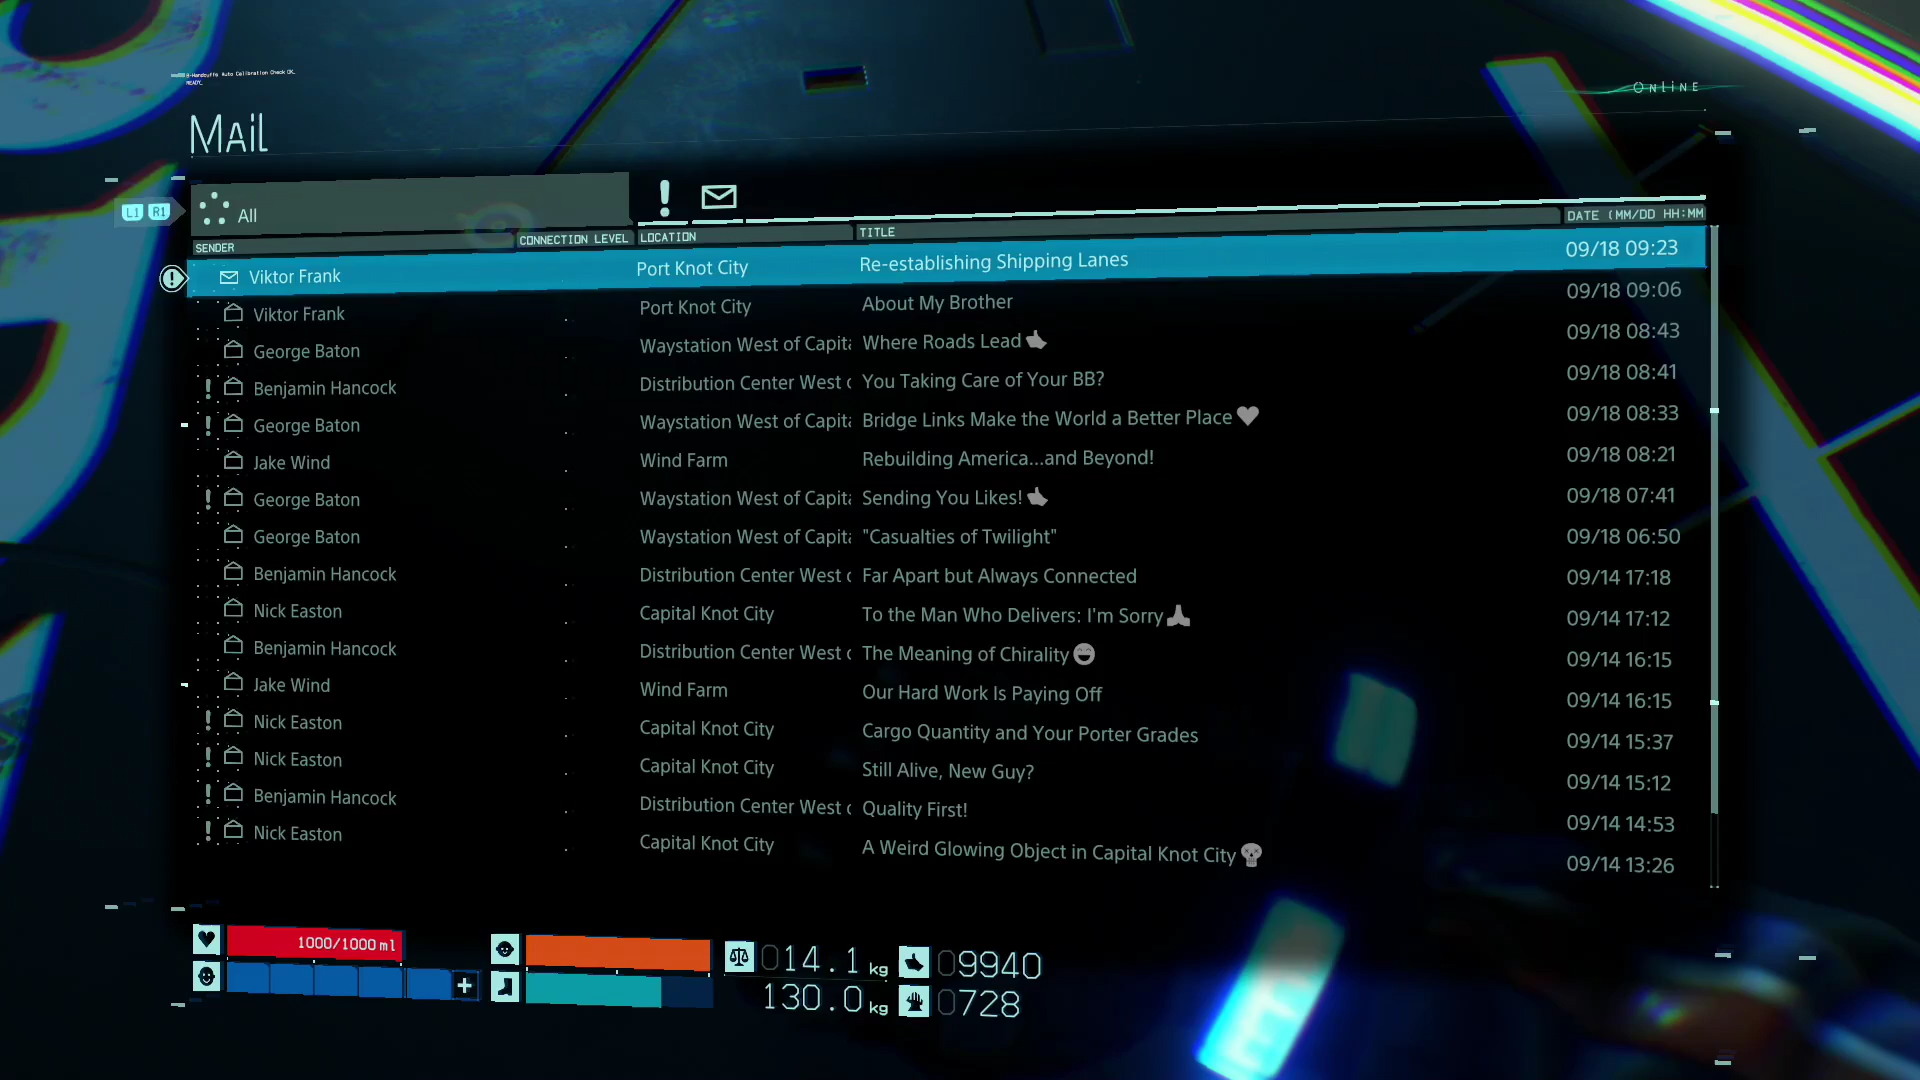 B-Handcuffs Auto Calibration Check OK.
READY.
OnLinE
MAiL
L1 R1 All
SENDER CONNECTION LEVEL LOCATION TITLE DATE (MM/DD HH:MM
Viktor Frank Port Knot City Re-establishing Shipping Lanes 09/18 09:23
Viktor Frank Port Knot City About My Brother 09/18 09:06
George Baton Waystation West of Capita Where Roads Lead 09/18 08:43
! Benjamin Hancock Distribution Center West o You Taking Care of Your BB? 09/18 08:41
! George Baton Waystation West of Capita Bridge Links Make the World a Better Place 09/18 08:33
Jake Wind Wind Farm Rebuilding America...and Beyond! 09/18 08:21
! George Baton Waystation West of Capita Sending You Likes! 09/18 07:41
George Baton Waystation West of Capita "Casualties of Twilight" 09/18 06:50
Benjamin Hancock Distribution Center West o Far Apart but Always Connected 09/14 17:18
Nick Easton Capital Knot City To the Man Who Delivers: I'm Sorry 09/14 17:12
Benjamin Hancock Distribution Center West o The Meaning of Chirality 09/14 16:15
Jake Wind Wind Farm Our Hard Work Is Paying Off 09/14 16:15
! Nick Easton Capital Knot City Cargo Quantity and Your Porter Grades 09/14 15:37
! Nick Easton Capital Knot City Still Alive, New Guy? 09/14 15:12
! Benjamin Hancock Distribution Center West o Quality First! 09/14 14:53
! Nick Easton Capital Knot City A Weird Glowing Object in Capital Knot City 09/14 13:26
1000/1000 ml 014.1 kg 09940
130.0 kg 0728